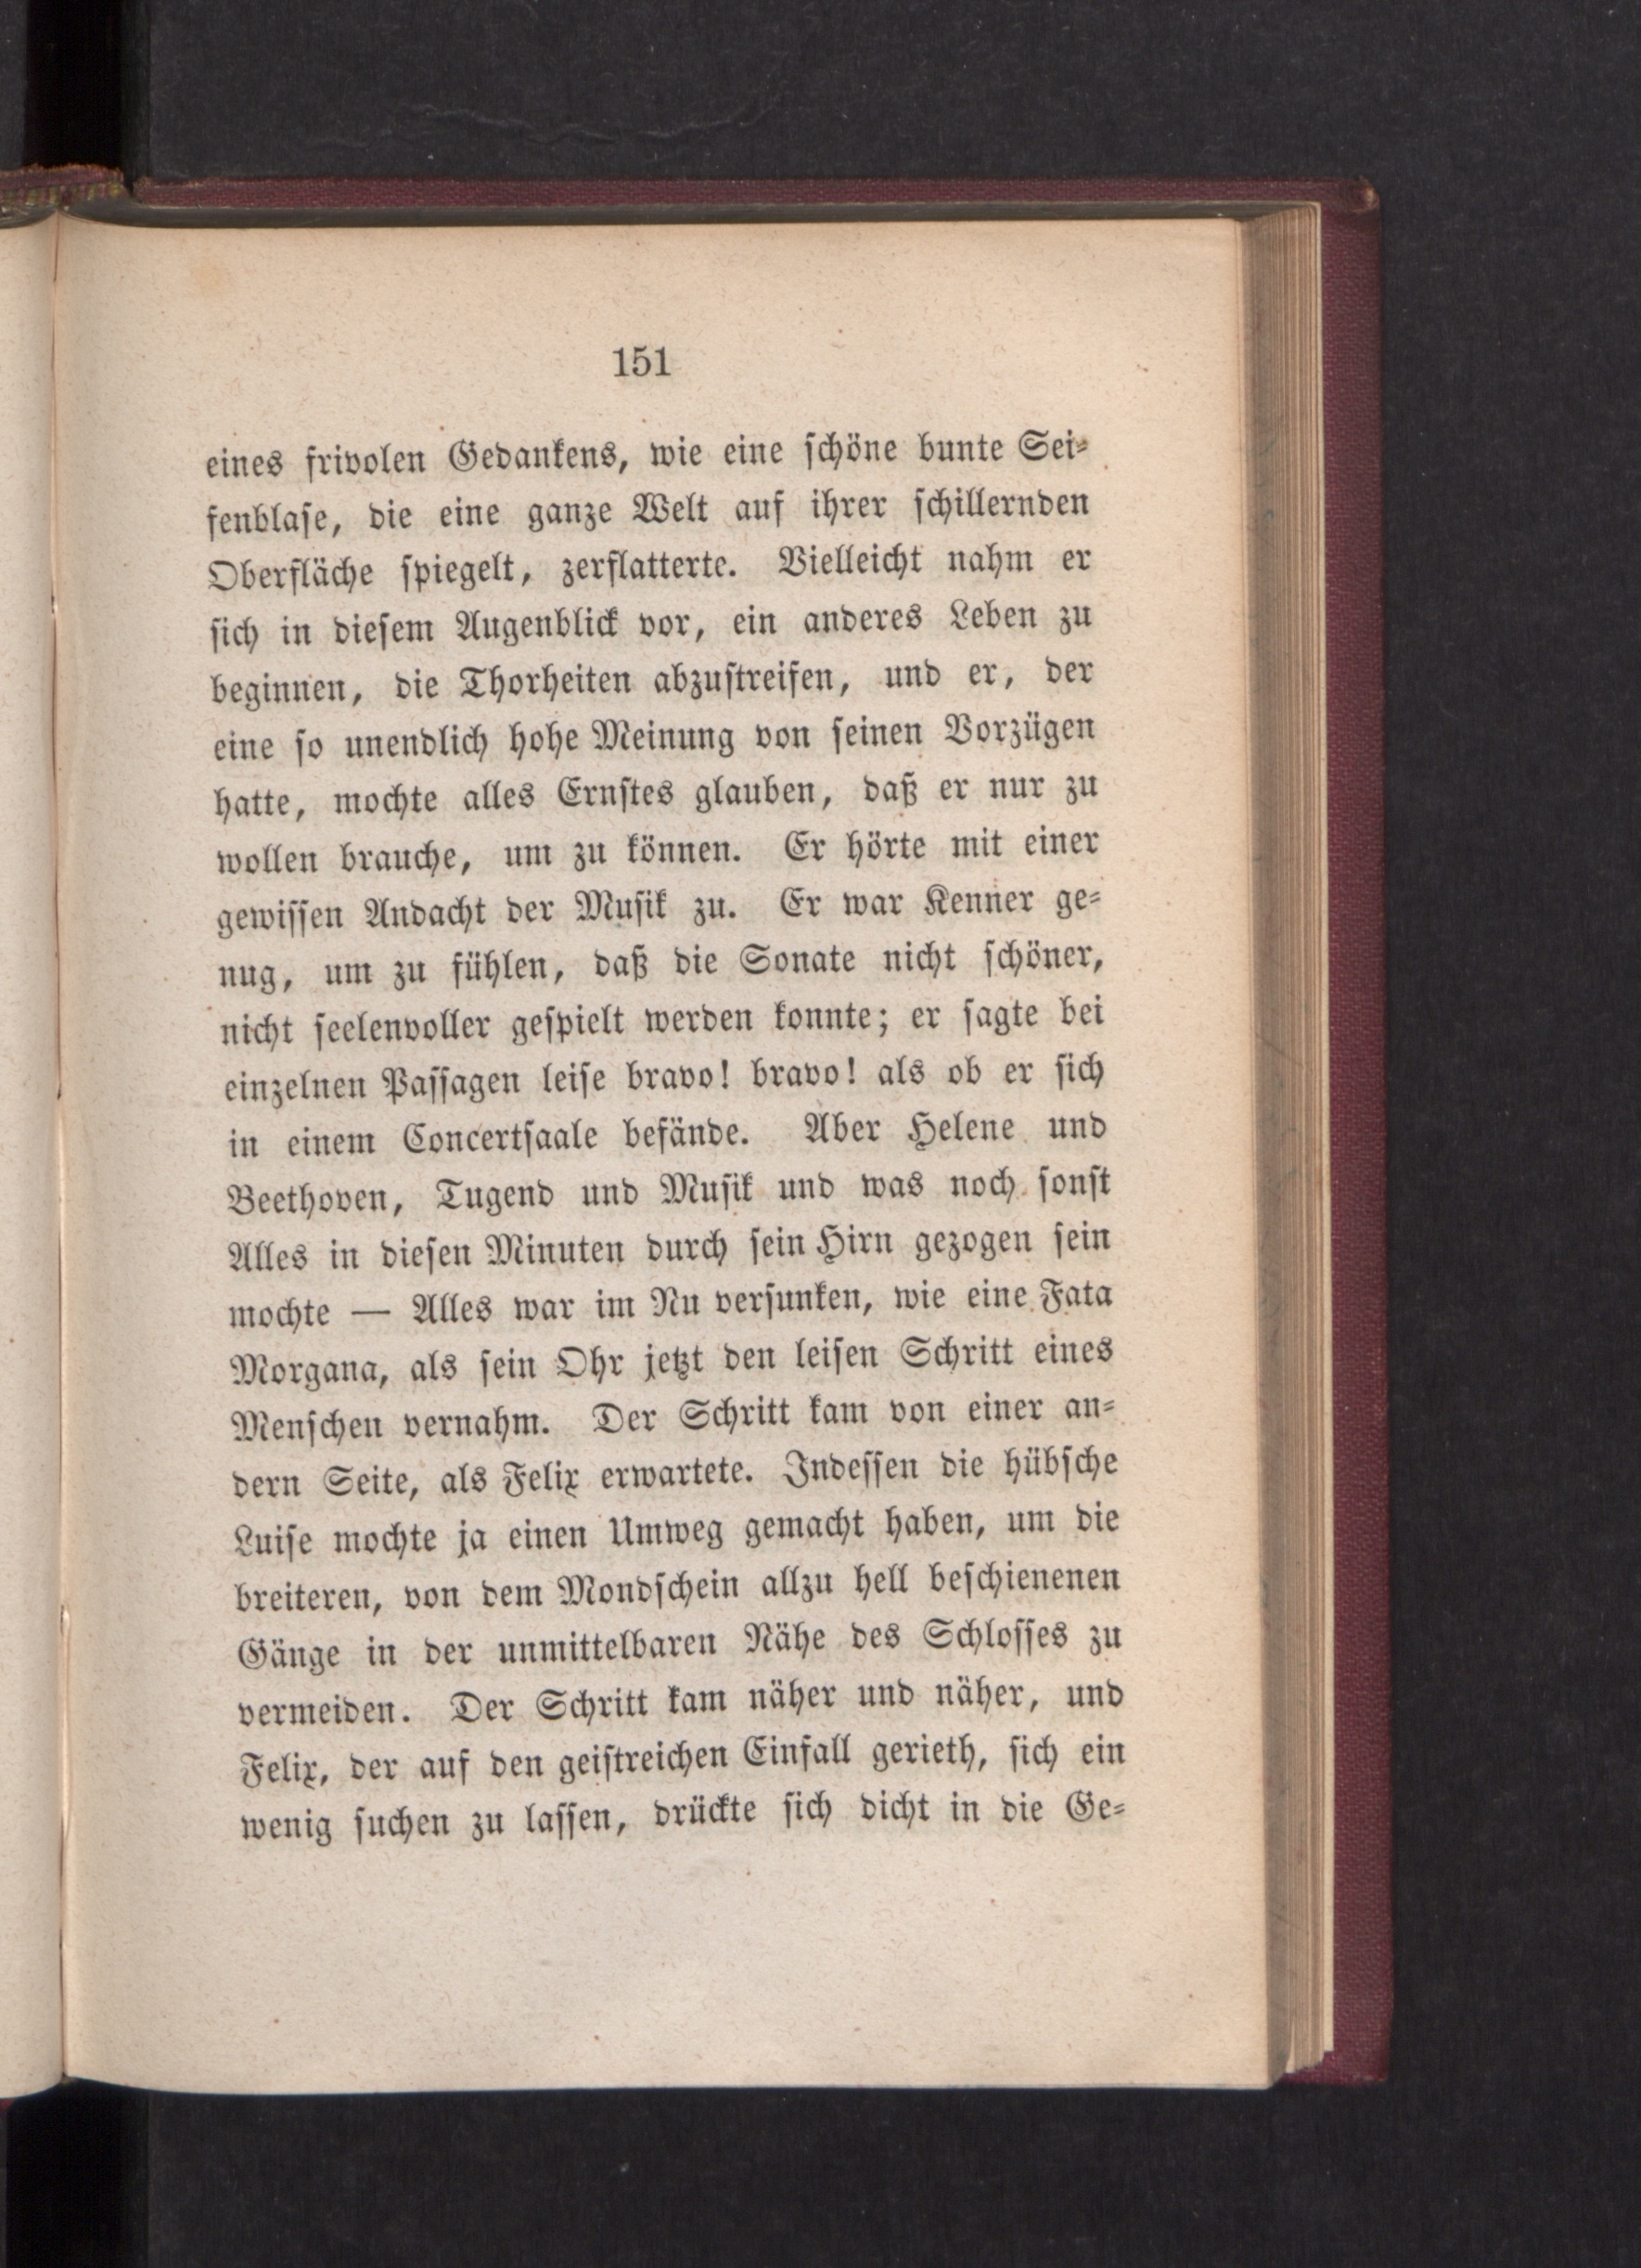 151
eines frivolen Gedankens, wie eine schöne bunte Sei-
fenblase, die eine ganze Welt auf ihrer schillernden
Oberfläche spiegelt, zerflatterte. Vielleicht nahm er
sich in diesem Augenblick vor, ein anderes Leben zu
beginnen, die Thorheiten abzustreifen, und er, der
eine so unendlich hohe Meinung von seinen Vorzügen
hatte, mochte alles Ernstes glauben, daß er nur zu
wollen brauche, um zu können. Er hörte mit einer
gewissen Andacht der Musik zu. Er war Kenner ge-
nug, um zu fühlen, daß die Sonate nicht schöner,
nicht seelenvoller gespielt werden konnte; er sagte bei
einzelnen Passagen leise bravo! bravo! als ob er sich
in einem Concertsaale befände. Aber Helene und
Beethoven, Tugend und Musik und was noch sonst
Alles in diesen Minuten durch sein Hirn gezogen sein
mochte — Alles war im Nu versunken, wie eine Fata
Morgana, als sein Ohr jetzt den leisen Schritt eines
Menschen vernahm. Der Schritt kam von einer an-
dern Seite, als Felix erwartete. Indessen die hübsche
Luise mochte ja einen Umweg gemacht haben, um die
breiteren, von dem Mondschein allzu hell beschienenen
Gänge in der unmittelbaren Nähe des Schlosses zu
vermeiden. Der Schritt kam näher und näher, und
Felix, der auf den geistreichen Einfall gerieth, sich ein
wenig suchen zu lassen, drückte sich dicht in die Ge-